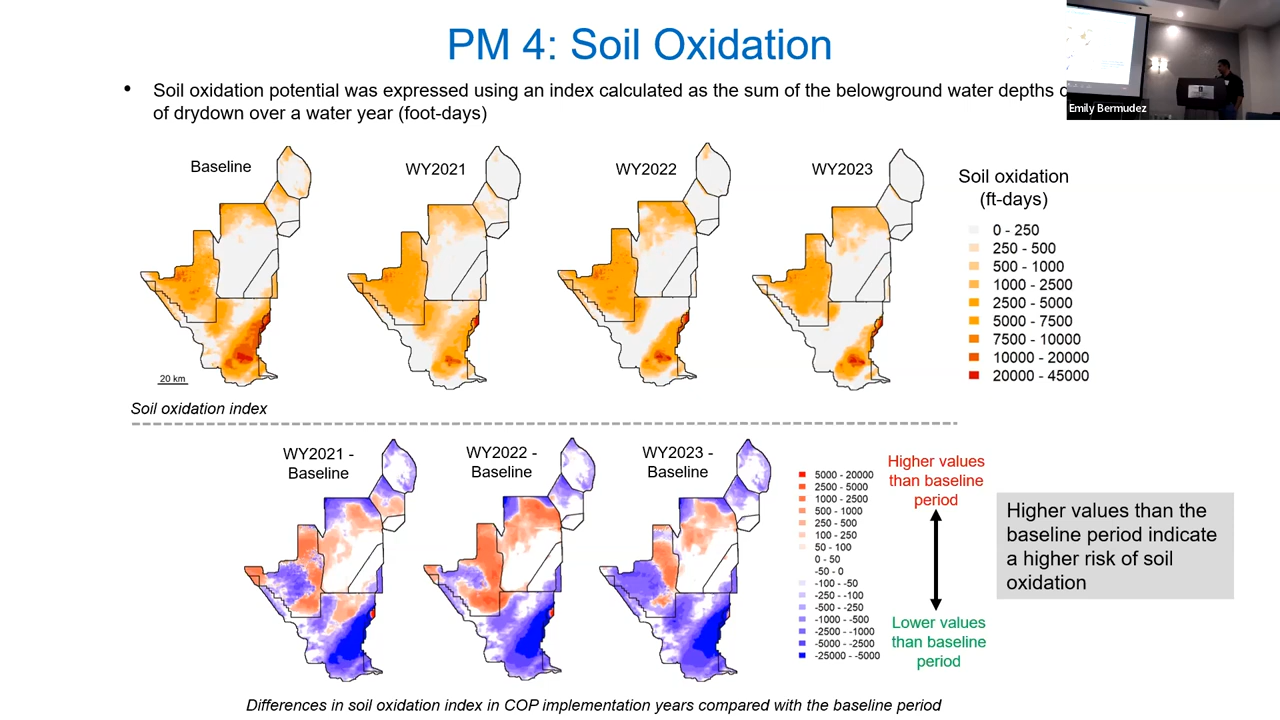 PM 4: Soil Oxidation
• Soil oxidation potential was expressed using an index calculated as the sum of the belowground water depths
of drydown over a water year (foot-days)
Emily Bermudez
Baseline
WY2021
WY2022
WY2023
20 km
Soil oxidation
(ft-days)
0 - 250
250 - 500
500 - 1000
1000 - 2500
2500 - 5000
5000 - 7500
7500 - 10000
10000 - 20000
20000 - 45000
Soil oxidation index
WY2021 -
Baseline
WY2022 -
Baseline
WY2023 -
Baseline
5000 - 20000
2500 - 5000
1000 - 2500
500 - 1000
250 - 500
100 - 250
50 - 100
0 - 50
-50 - 0
-100 - -50
-250 - -100
-500 - -250
-1000 - -500
-2500 - -1000
-5000 - -2500
-25000 - -5000
Higher values
than baseline
period
Lower values
than baseline
period
Higher values than the
baseline period indicate
a higher risk of soil
oxidation
Differences in soil oxidation index in COP implementation years compared with the baseline period